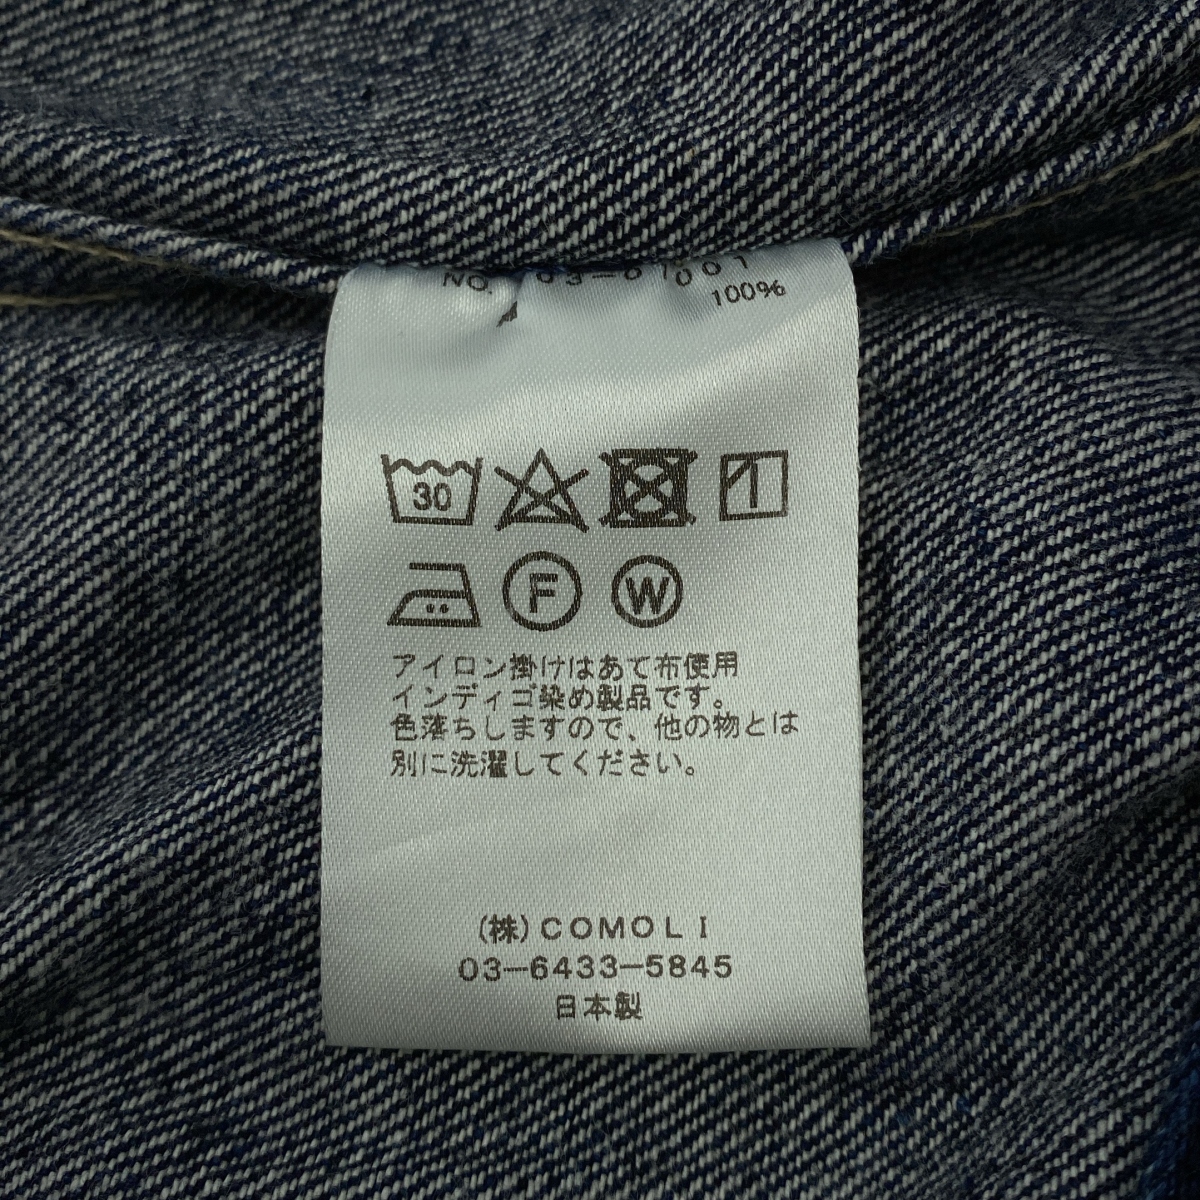 NO.
100%
30
F W
アイロン掛けはあて布使用
インディゴ染め製品です。
色落ちしますので、他の物とは
別に洗濯してください。
(株)COMOLI
03-6433-5845
日本製